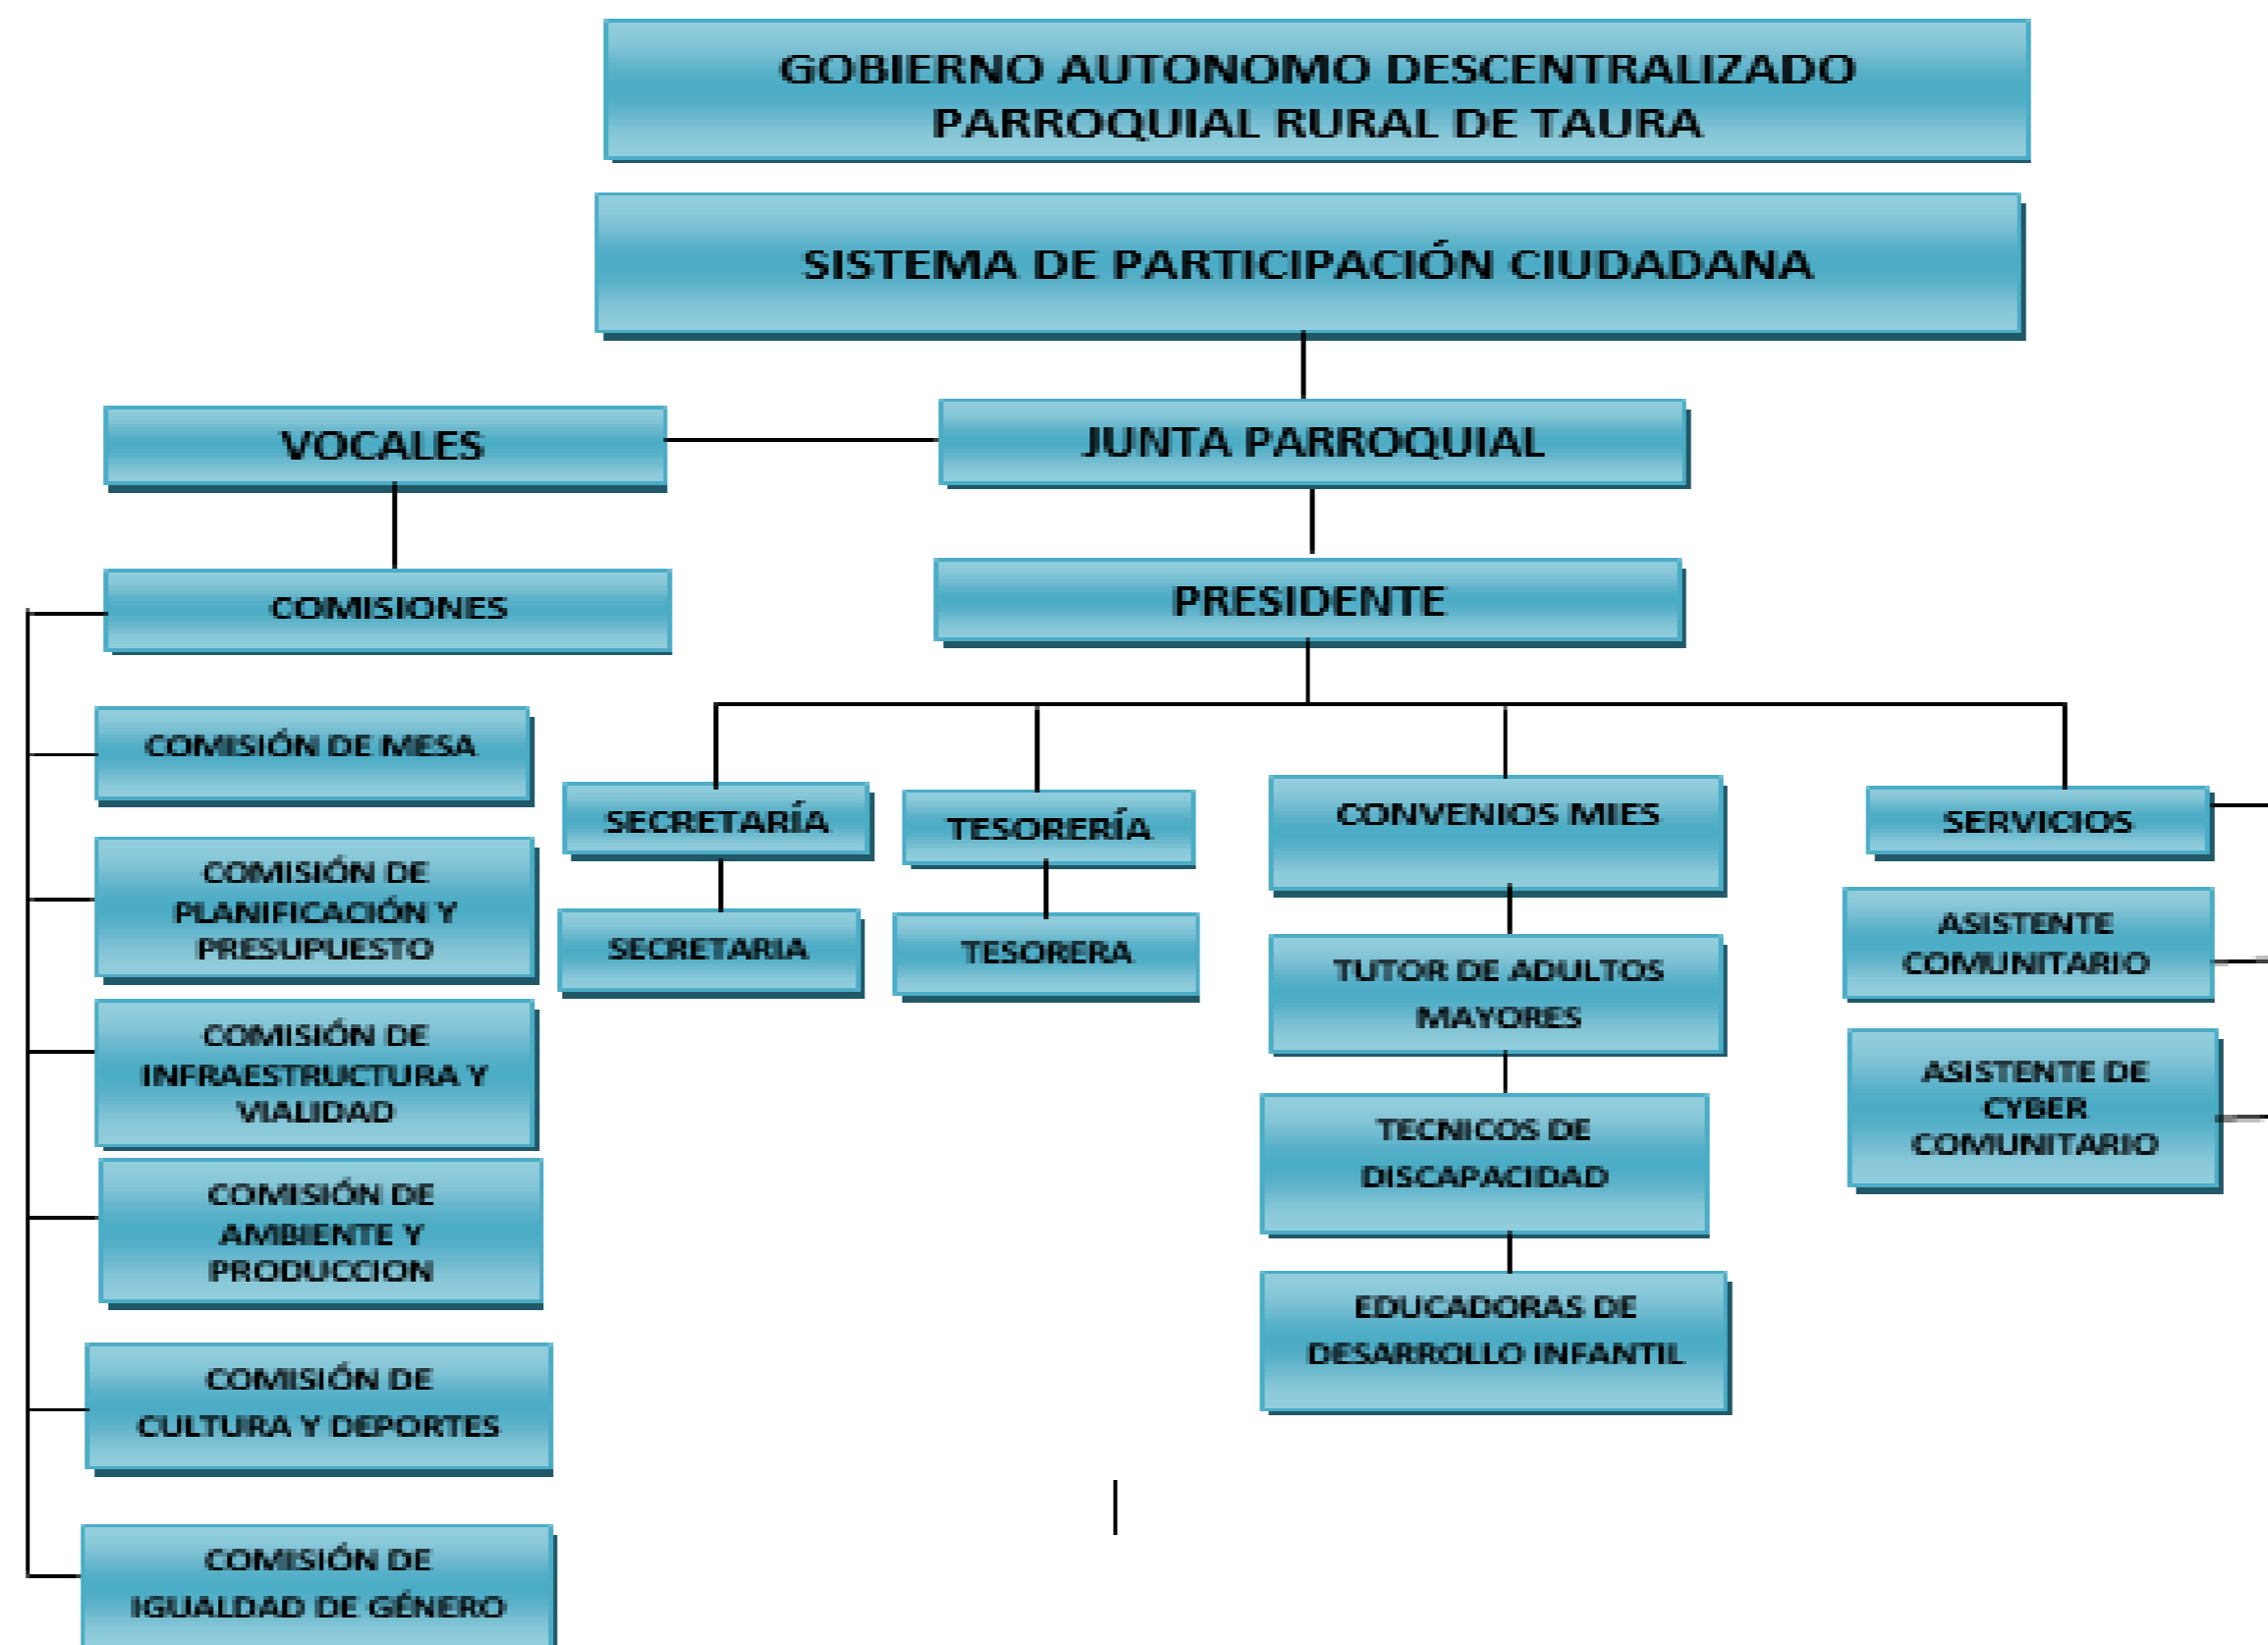 GOBIERNO AUTONOMO DESCENTRALIZADO
PARROQUIAL RURAL DE TAURA
SISTEMA DE PARTICIPACIÓN CIUDADANA
VOCALES
JUNTA PARROQUIAL
COMISIONES
PRESIDENTE
COMISIÓN DE MESA
COMISIÓN DE
PLANIFICACIÓN Y
PRESUPUESTO
COMISIÓN DE
INFRAESTRUCTURA Y
VIALIDAD
COMISIÓN DE
AMBIENTE Y
PRODUCCION
COMISIÓN DE
CULTURA Y DEPORTES
COMISIÓN DE
IGUALDAD DE GÉNERO
SECRETARÍA
SECRETARIA
TESORERÍA
TESORERA
CONVENIOS MIES
TUTOR DE ADULTOS
MAYORES
TECNICOS DE
DISCAPACIDAD
EDUCADORAS DE
DESARROLLO INFANTIL
SERVICIOS
ASISTENTE
COMUNITARIO
ASISTENTE DE
CYBER
COMUNITARIO